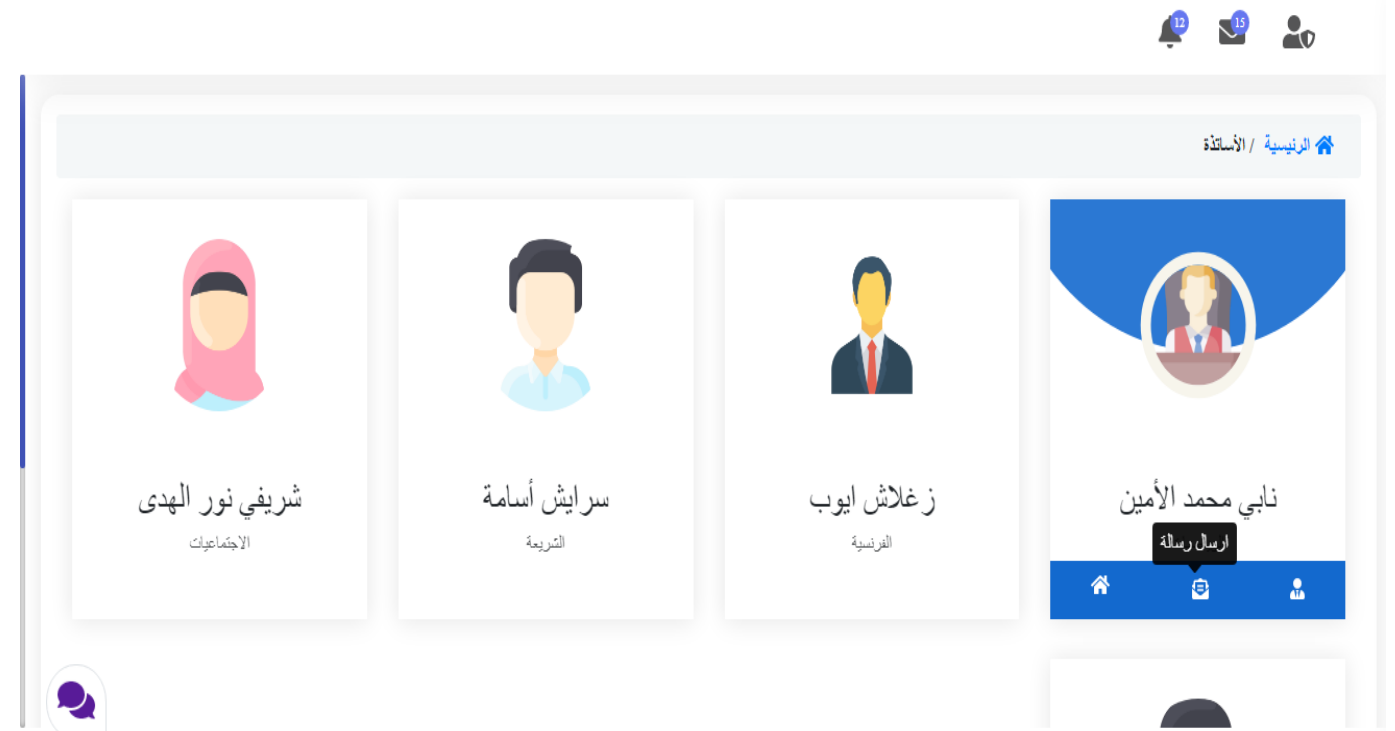 15 12
الرئيسية / الأساتذة
نابي محمد الأمين
ارسال رسالة
زغلاش ايوب
الفرنسية
سرايش أسامة
الشريعة
شريفي نور الهدى
الاجتماعيات